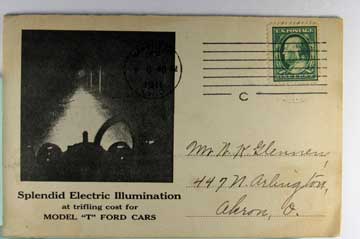 U.S. POSTAGE
C
Mr. N. K. Glennen,
447 N. Arlington,
Akron, O.
Splendid Electric Illumination
at trifling cost for
MODEL "T" FORD CARS